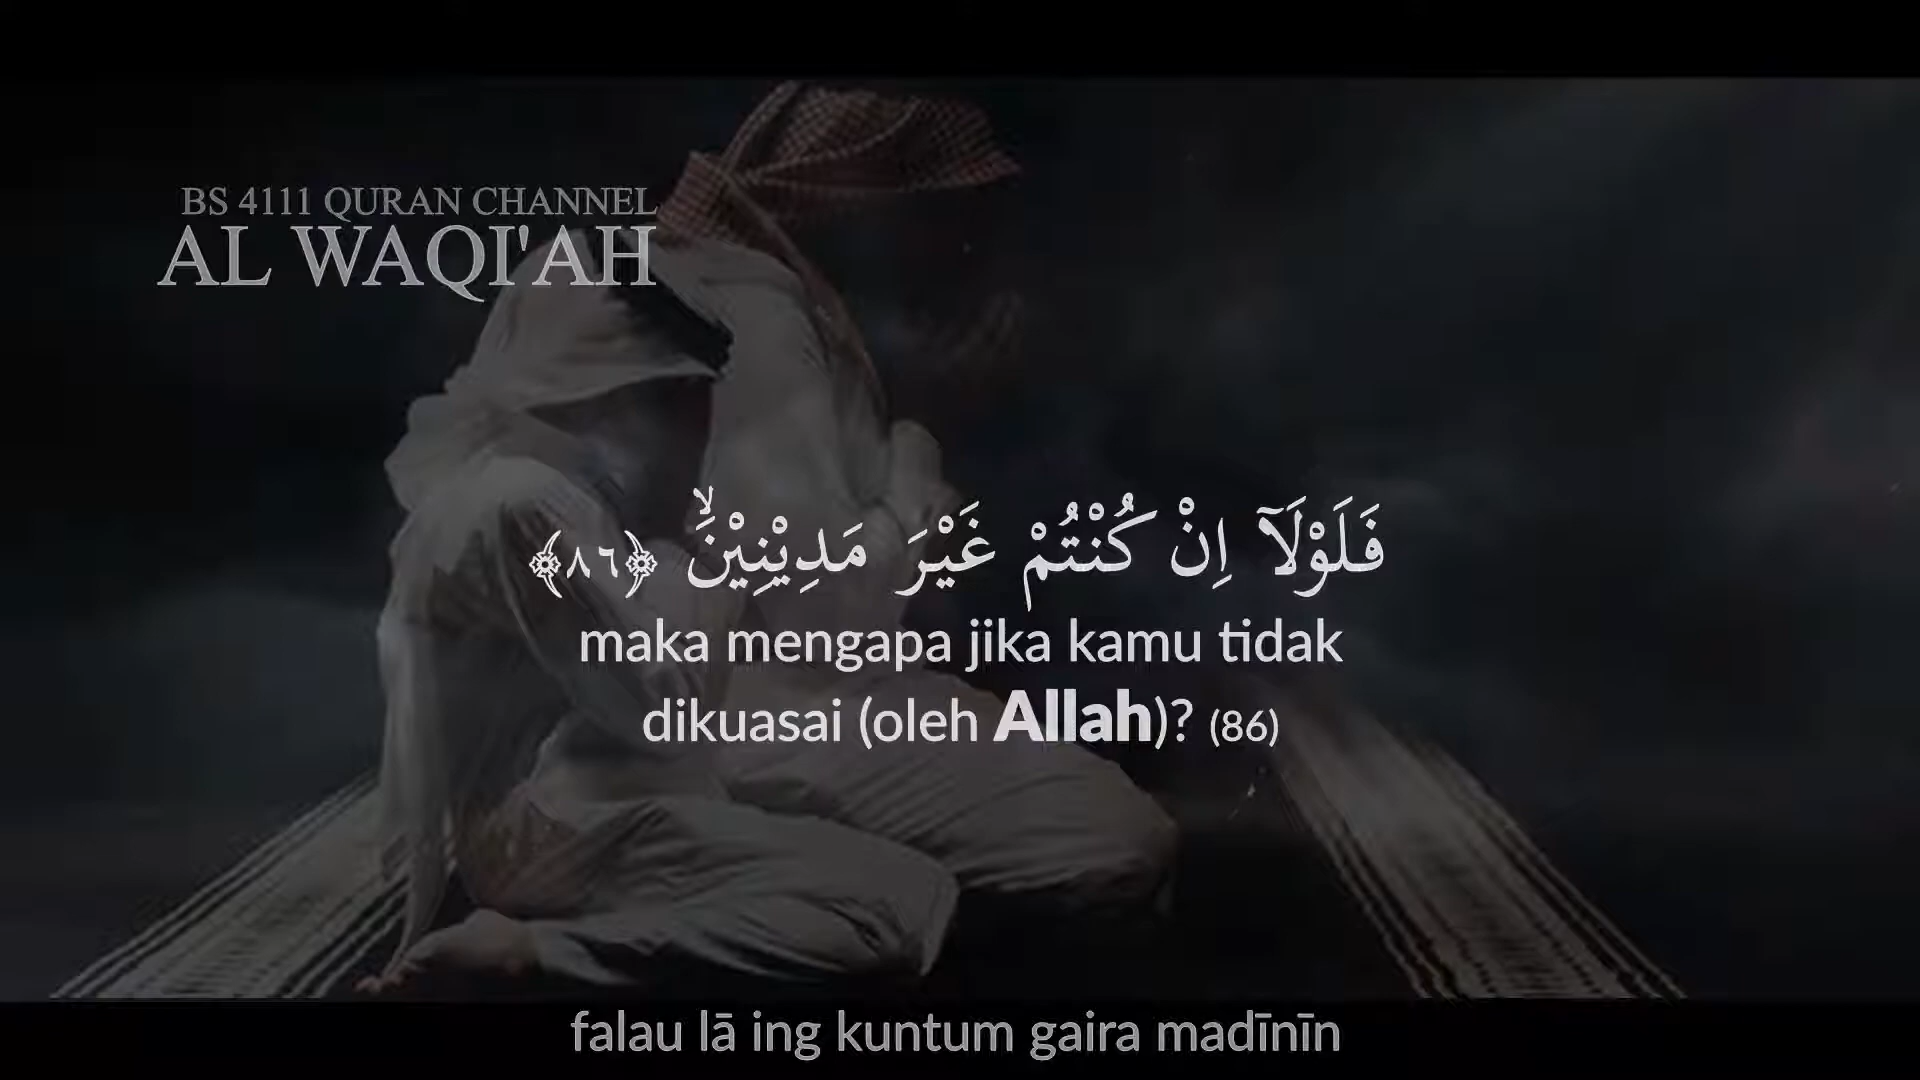 BS 4111 QURAN CHANNEL
AL WAQI'AH
فَلَوْلَآ اِنْ كُنْتُمْ غَيْرَ مَدِيْنِيْنَۙ ﴿٨٦﴾
maka mengapa jika kamu tidak
dikuasai (oleh Allah)? (86)
falau lā ing kuntum gaira madīnīn